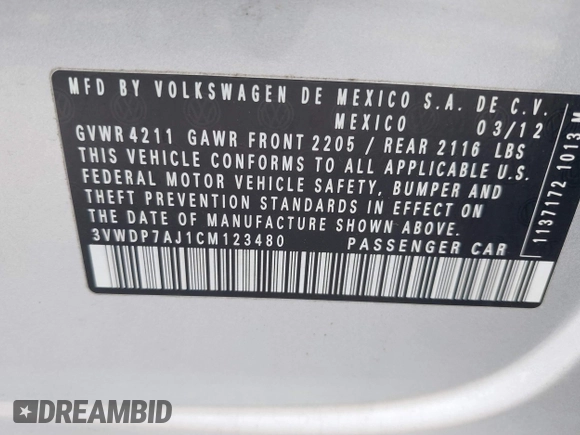 MFD BY VOLKSWAGEN DE MEXICO S.A. DE C.V.
MEXICO 03/12
GVWR 4211 GAWR FRONT 2205 / REAR 2116 LBS
THIS VEHICLE CONFORMS TO ALL APPLICABLE U.S.
FEDERAL MOTOR VEHICLE SAFETY, BUMPER AND
THEFT PREVENTION STANDARDS IN EFFECT ON
THE DATE OF MANUFACTURE SHOWN ABOVE.
3VWDP7AJ1CM123480 PASSENGER CAR
1137172 1013 M
@DREAMBID